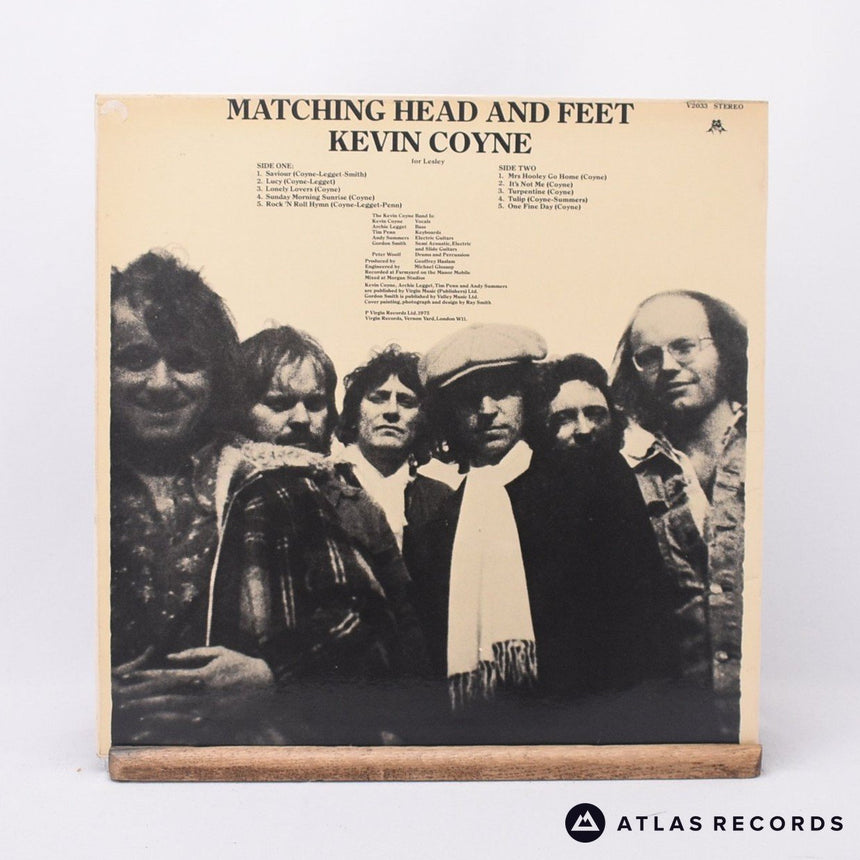 MATCHING HEAD AND FEET
V2033 STEREO
KEVIN COYNE
for Lesley
SIDE ONE:
1. Saviour (Coyne-Legget-Smith)
2. Lucy (Coyne-Legget)
3. Lonely Lovers (Coyne)
4. Sunday Morning Sunrise (Coyne)
5. Rock 'N Roll Hymn (Coyne-Legget-Penn)
SIDE TWO
1. Mrs Hooley Go Home (Coyne)
2. It's Not Me (Coyne)
3. Turpentine (Coyne)
4. Tulip (Coyne-Summers)
5. One Fine Day (Coyne)
The Kevin Coyne Band is:
Kevin Coyne Vocals
Archie Legget Bass
Tim Penn Keyboards
Andy Summers Electric Guitars
Gordon Smith Semi Acoustic, Electric
and Slide Guitars
Peter Woolf Drums and Percussion
Produced by Geoffrey Haslam
Engineered by Michael Glossop
Recorded at Farmyard on the Manor Mobile
Mixed at Morgan Studios
Kevin Coyne, Archie Legget, Tim Penn and Andy Summers
are published by Virgin Music (Publishers) Ltd.
Gordon Smith is published by Valley Music Ltd.
Cover painting, photograph and design by Ray Smith
P Virgin Records Ltd. 1975
Virgin Records, Vernon Yard, London W11.
ATLAS RECORDS